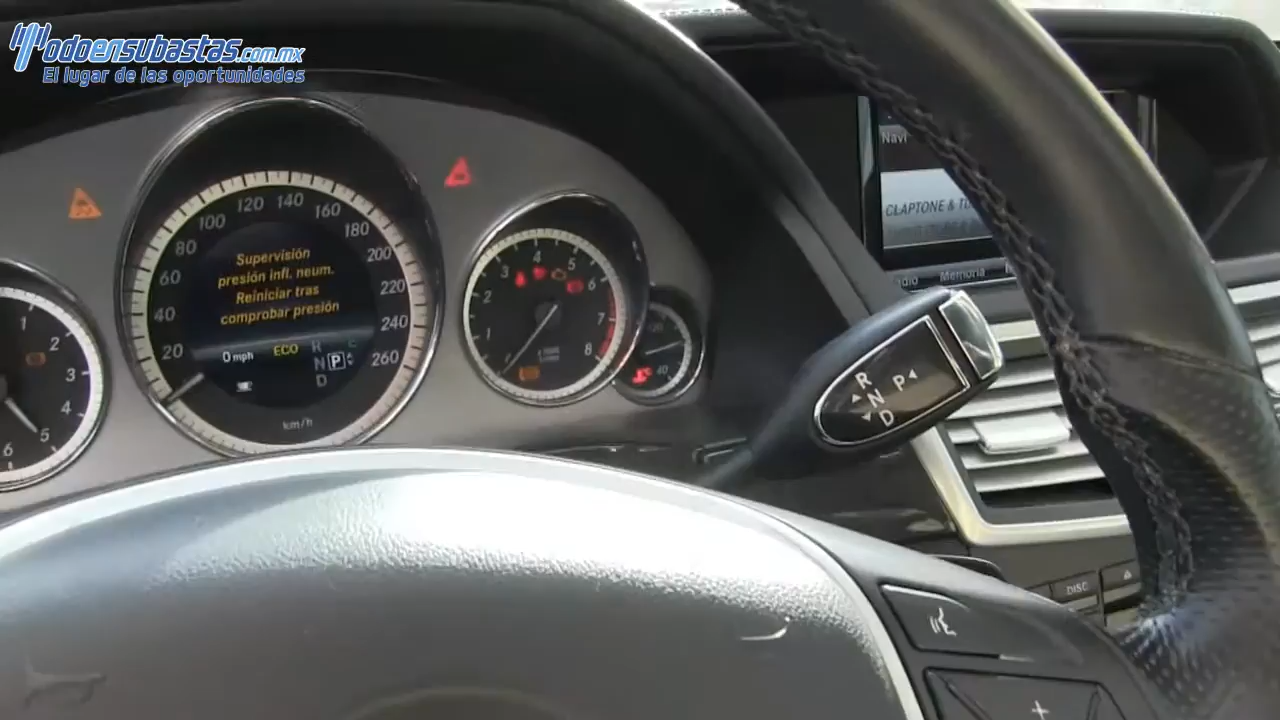 Todoensubastas.com.mx
El lugar de las oportunidades
Navi
CLAPTONE &
Memoria
Supervisión
presión infl. neum.
Reiniciar tras
comprobar presión
0 mph
ECO
R
N P
D
km/h
20
40
60
80
100
120
140
160
180
200
220
240
260
1
2
3
4
5
6
1
2
3
4
5
6
7
8
40
R
N
D
P
DISC
+